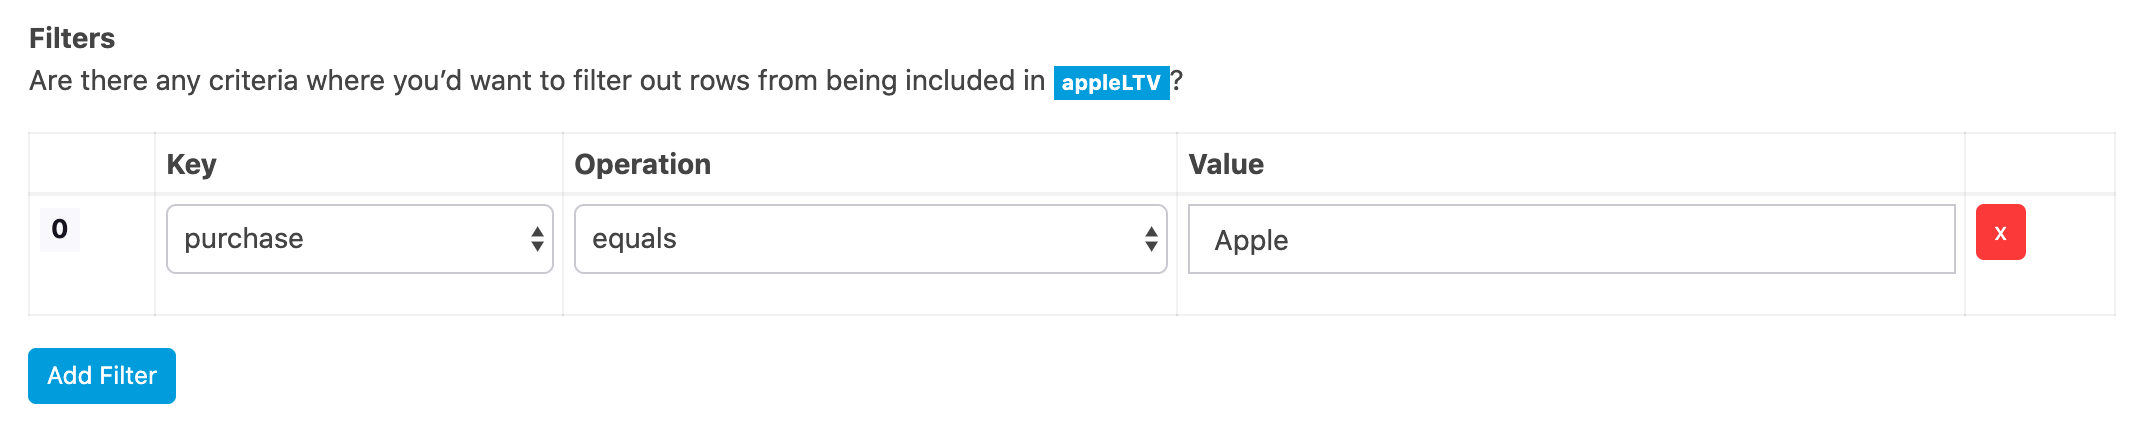 Filters
Are there any criteria where you’d want to filter out rows from being included in appleLTV?
Key Operation Value
0 purchase equals Apple x
Add Filter